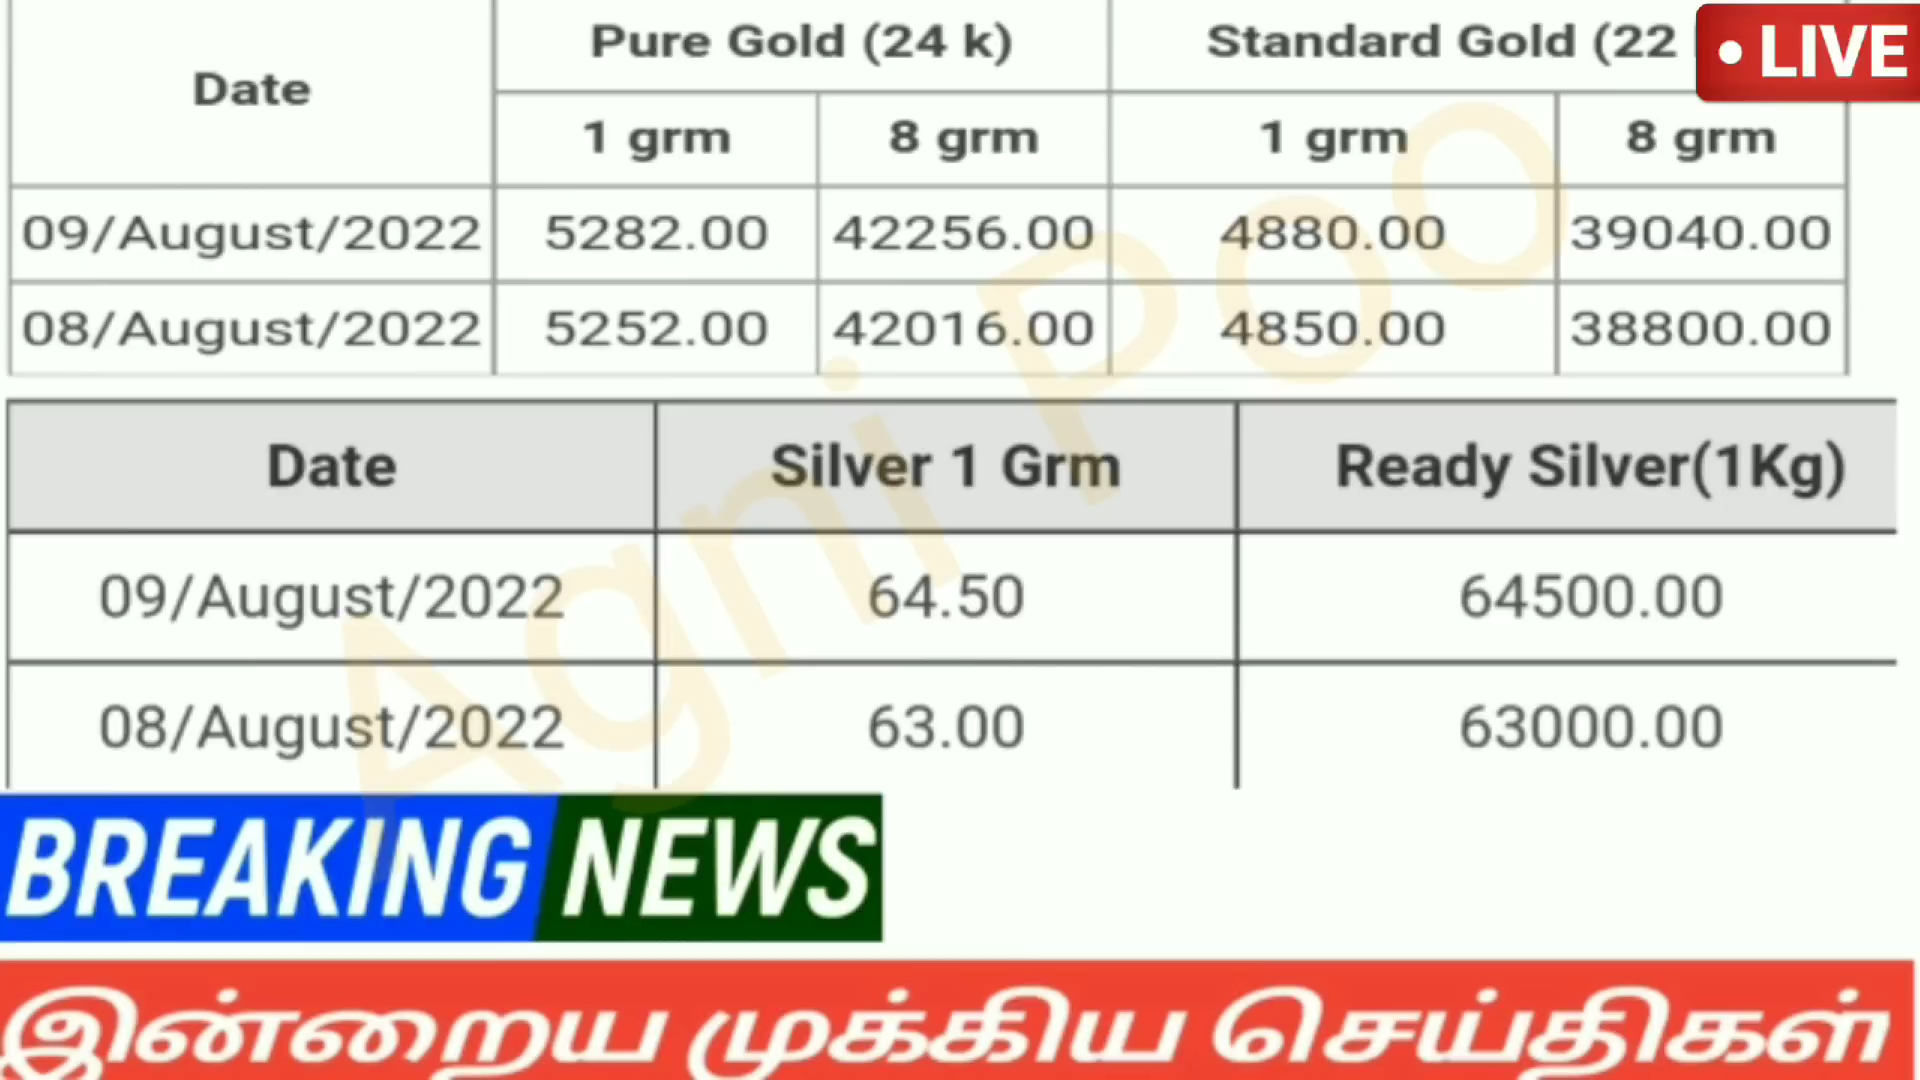 Date Pure Gold (24 k) Standard Gold (22
1 grm 8 grm 1 grm 8 grm
09/August/2022 5282.00 42256.00 4880.00 39040.00
08/August/2022 5252.00 42016.00 4850.00 38800.00
Date Silver 1 Grm Ready Silver(1Kg)
09/August/2022 64.50 64500.00
08/August/2022 63.00 63000.00
• LIVE
Agni Poo
BREAKING NEWS
இன்றைய முக்கிய செய்திகள்